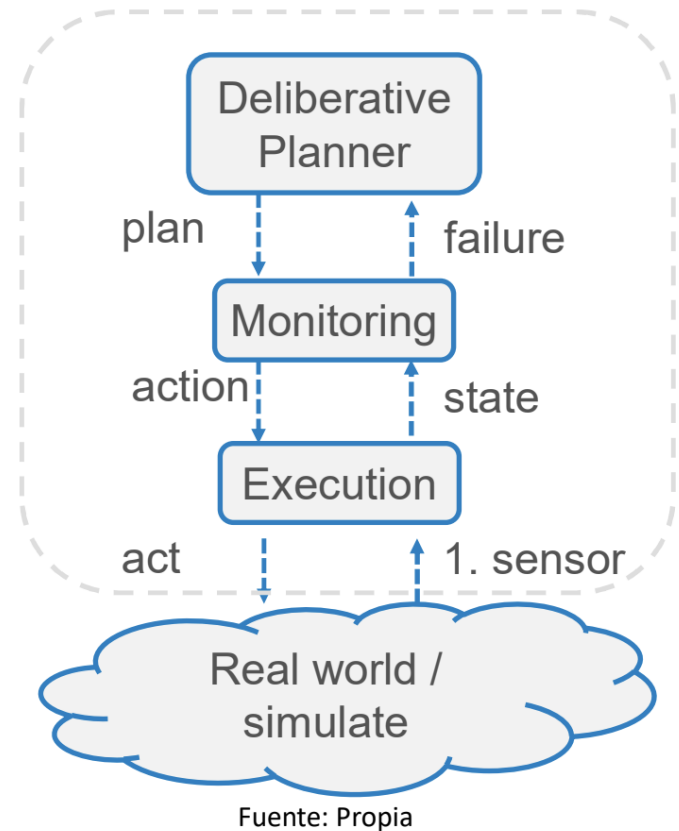 Deliberative
Planner
plan
failure
Monitoring
action
state
Execution
act
1. sensor
Real world /
simulate
Fuente: Propia